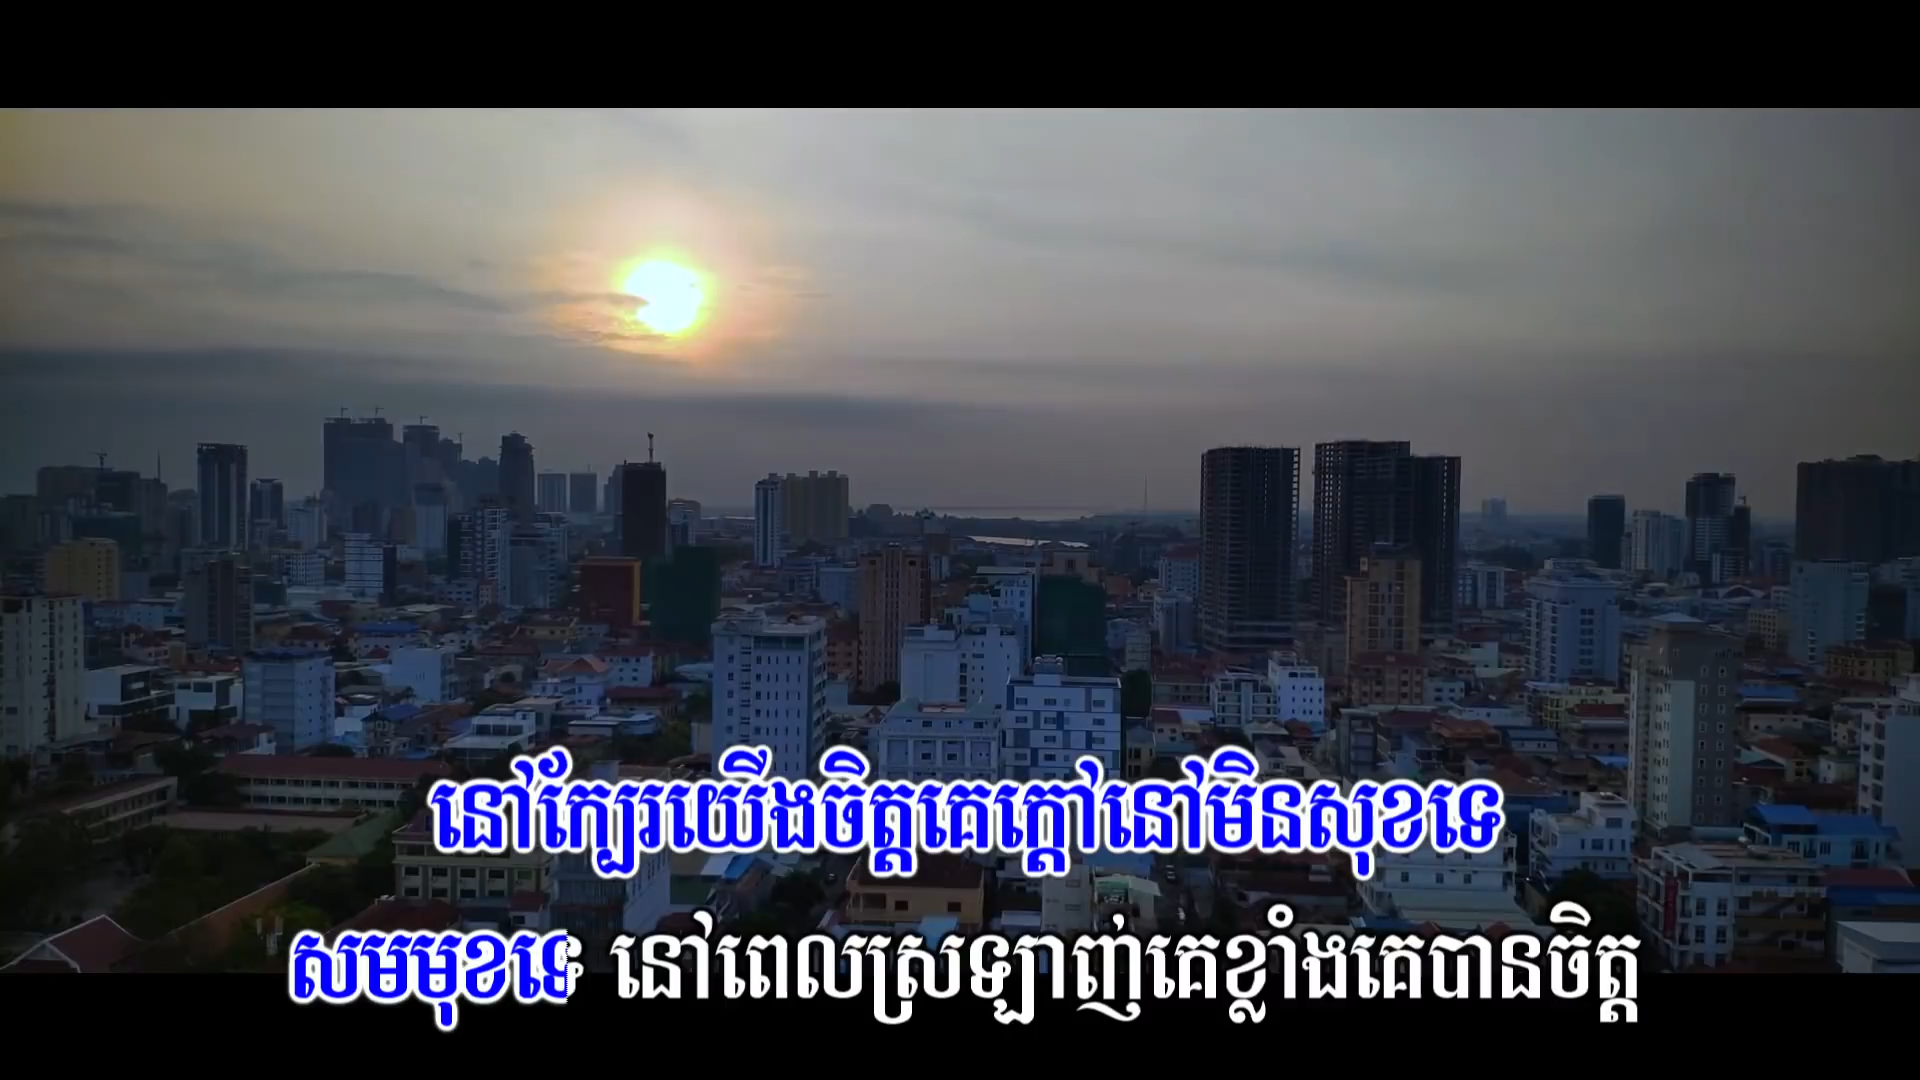 នៅក្បែរយើងចិត្តគេក្ដៅនៅមិនសុខទេ
សមមុខទេ នៅពេលស្រឡាញ់គេខ្លាំងគេបានចិត្ត